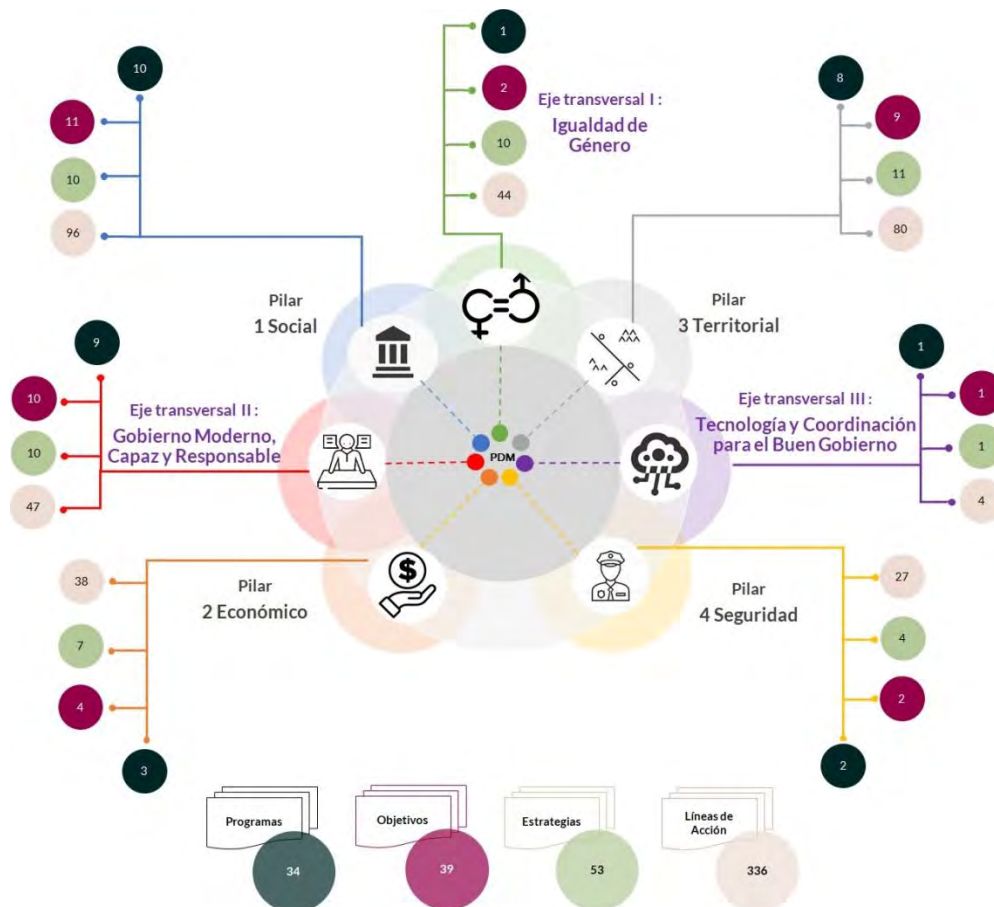 1
10
2
Eje transversal I :
Igualdad de
Género
8
11
10
9
10
44
11
96
80
Pilar
1 Social
Pilar
3 Territorial
9
1
10
Eje transversal II :
Gobierno Moderno,
Capaz y Responsable
10
47
PDM
Eje transversal III :
Tecnología y Coordinación
para el Buen Gobierno
1
1
4
38
Pilar
2 Económico
7
4
3
$
Pilar
4 Seguridad
27
4
2
2
Programas
34
Objetivos
39
Estrategias
53
Líneas de
Acción
336